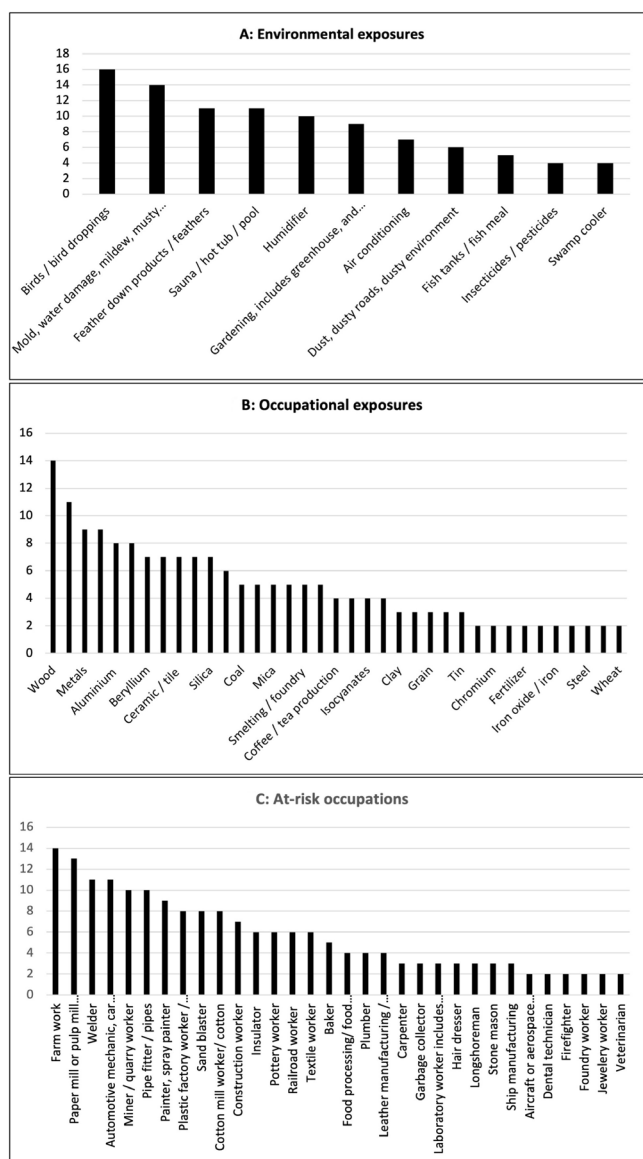 A: Environmental exposures
18
16
14
12
10
8
6
4
2
0
Birds / bird droppings
Mold, water damage, mildew, musty...
Feather down products / feathers
Sauna / hot tub / pool
Humidifier
Gardening, includes greenhouse, and...
Air conditioning
Dust, dusty roads, dusty environment
Fish tanks / fish meal
Insecticides / pesticides
Swamp cooler
B: Occupational exposures
16
14
12
10
8
6
4
2
0
Wood
Metals
Aluminium
Beryllium
Ceramic / tile
Silica
Coal
Mica
Smelting / foundry
Coffee / tea production
Isocyanates
Clay
Grain
Tin
Chromium
Fertilizer
Iron oxide / iron
Steel
Wheat
C: At-risk occupations
16
14
12
10
8
6
4
2
0
Farm work
Paper mill or pulp mill...
Welder
Automotive mechanic, car...
Miner / quarry worker
Pipe fitter / pipes
Painter, spray painter
Plastic factory worker /...
Sand blaster
Cotton mill worker/ cotton
Construction worker
Insulator
Pottery worker
Railroad worker
Textile worker
Baker
Food processing/ food...
Plumber
Leather manufacturing /...
Carpenter
Garbage collector
Laboratory worker includes...
Hair dresser
Longshoreman
Stone mason
Ship manufacturing
Aircraft or aerospace...
Dental technician
Firefighter
Foundry worker
Jewelery worker
Veterinarian